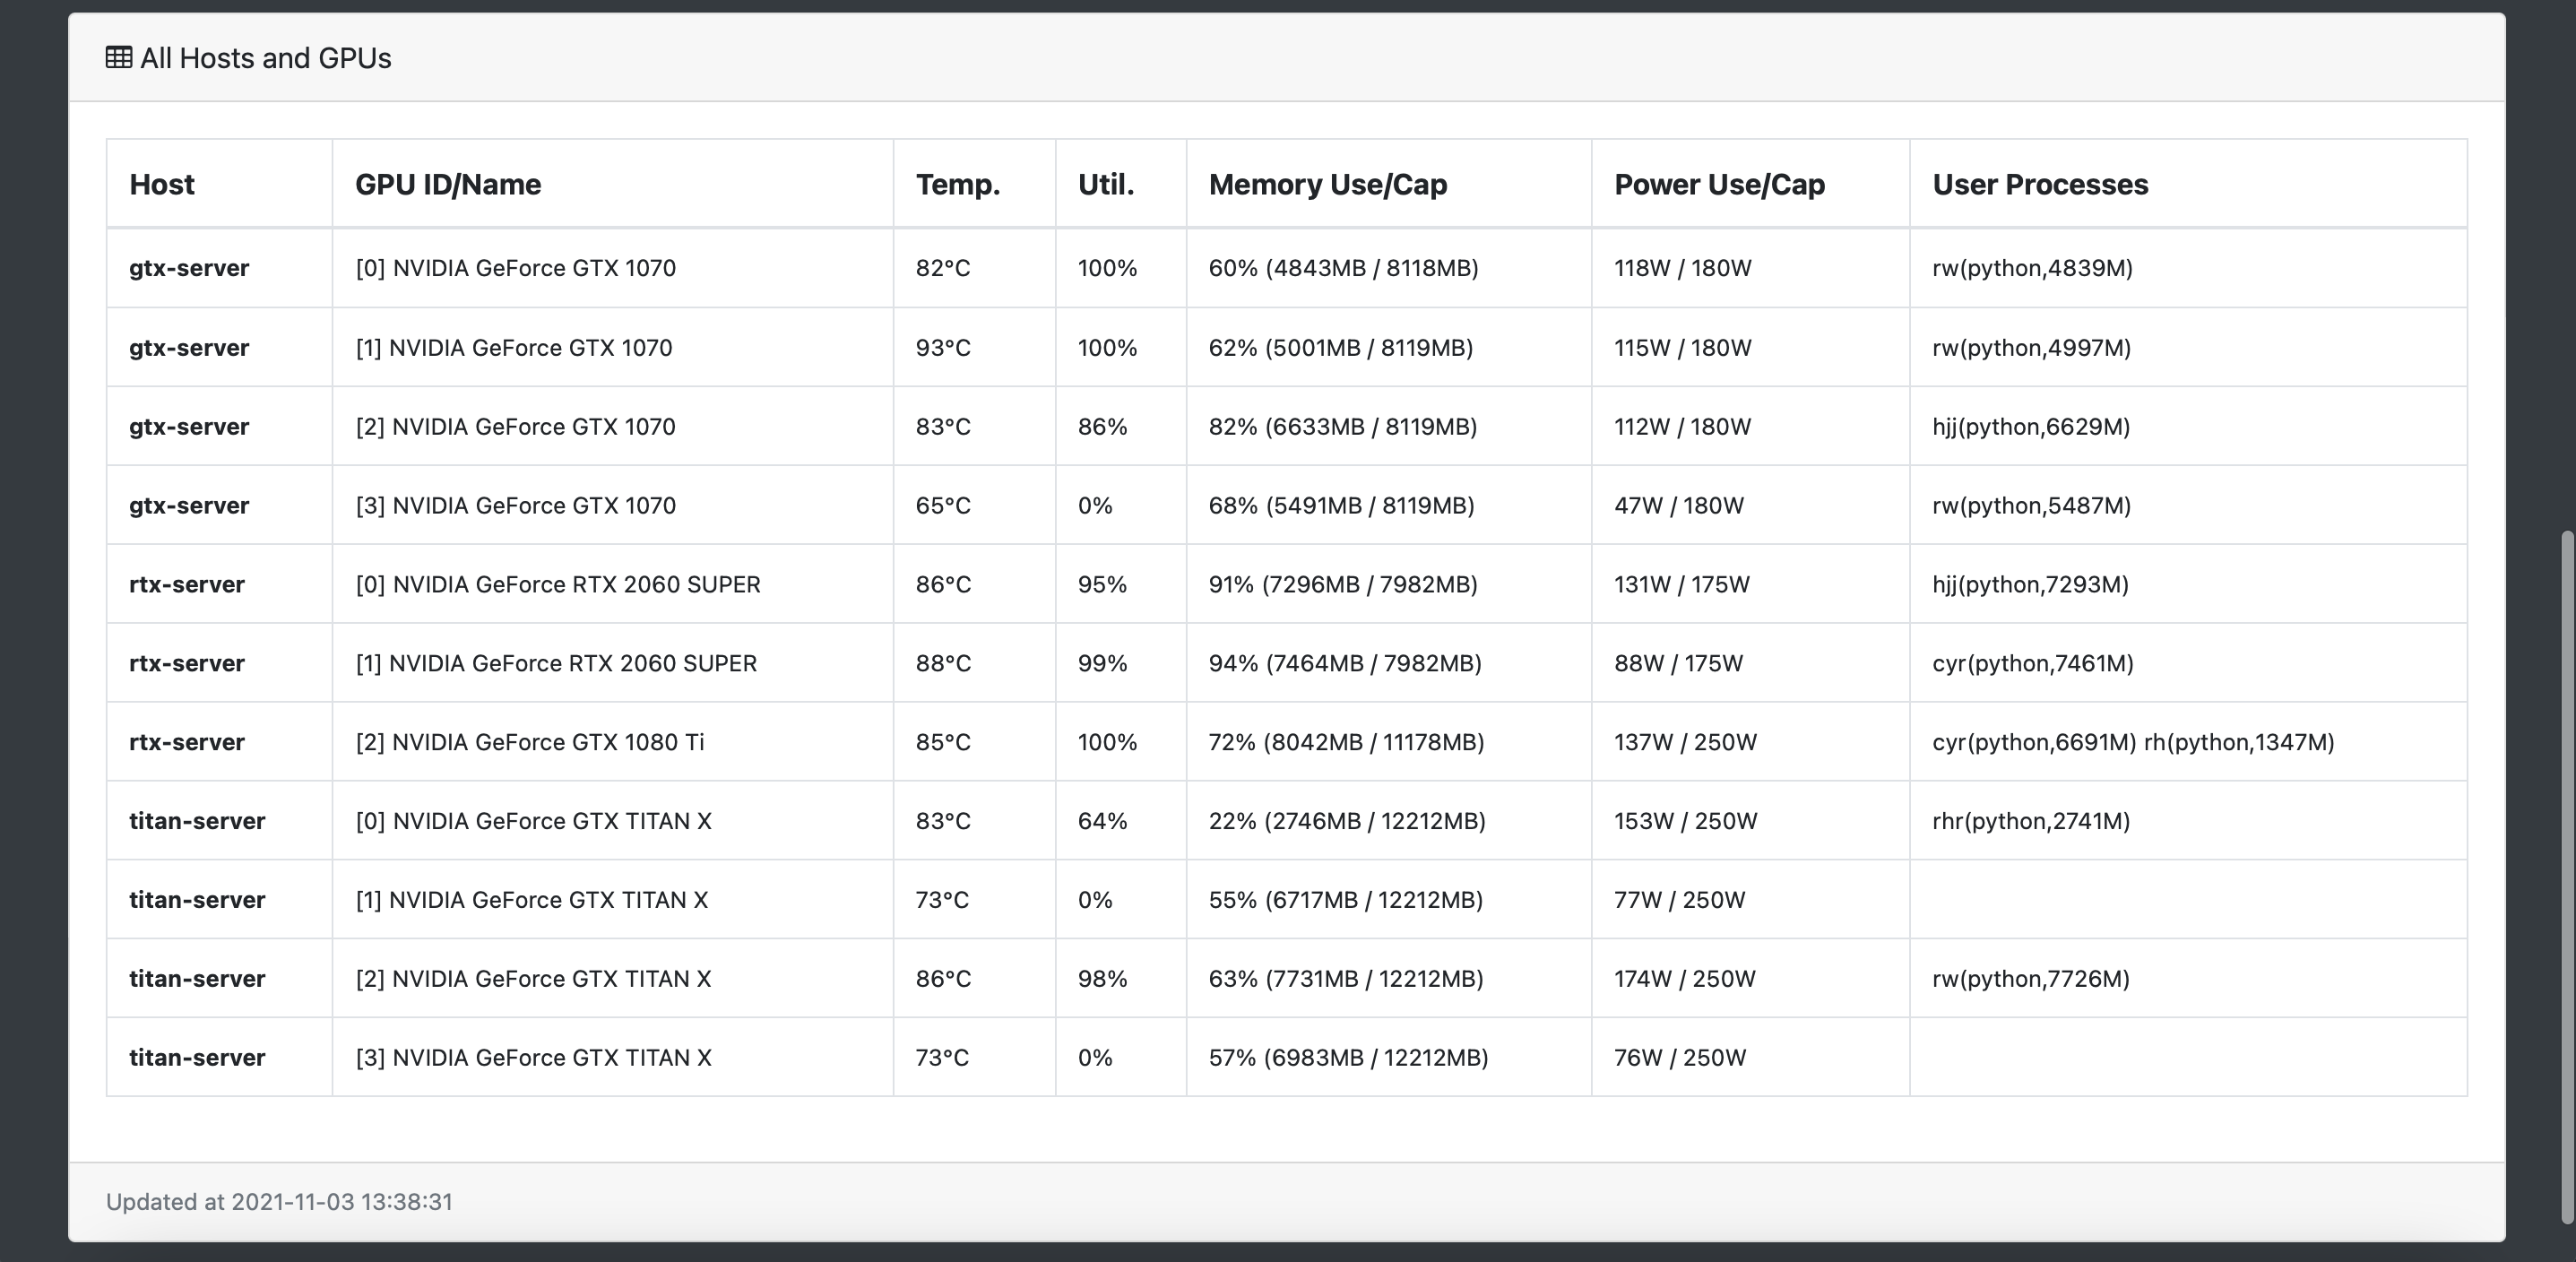 All Hosts and GPUs
Host GPU ID/Name Temp. Util. Memory Use/Cap Power Use/Cap User Processes
gtx-server [0] NVIDIA GeForce GTX 1070 82°C 100% 60% (4843MB / 8118MB) 118W / 180W rw(python,4839M)
gtx-server [1] NVIDIA GeForce GTX 1070 93°C 100% 62% (5001MB / 8119MB) 115W / 180W rw(python,4997M)
gtx-server [2] NVIDIA GeForce GTX 1070 83°C 86% 82% (6633MB / 8119MB) 112W / 180W hjj(python,6629M)
gtx-server [3] NVIDIA GeForce GTX 1070 65°C 0% 68% (5491MB / 8119MB) 47W / 180W rw(python,5487M)
rtx-server [0] NVIDIA GeForce RTX 2060 SUPER 86°C 95% 91% (7296MB / 7982MB) 131W / 175W hjj(python,7293M)
rtx-server [1] NVIDIA GeForce RTX 2060 SUPER 88°C 99% 94% (7464MB / 7982MB) 88W / 175W cyr(python,7461M)
rtx-server [2] NVIDIA GeForce GTX 1080 Ti 85°C 100% 72% (8042MB / 11178MB) 137W / 250W cyr(python,6691M) rh(python,1347M)
titan-server [0] NVIDIA GeForce GTX TITAN X 83°C 64% 22% (2746MB / 12212MB) 153W / 250W rhr(python,2741M)
titan-server [1] NVIDIA GeForce GTX TITAN X 73°C 0% 55% (6717MB / 12212MB) 77W / 250W
titan-server [2] NVIDIA GeForce GTX TITAN X 86°C 98% 63% (7731MB / 12212MB) 174W / 250W rw(python,7726M)
titan-server [3] NVIDIA GeForce GTX TITAN X 73°C 0% 57% (6983MB / 12212MB) 76W / 250W
Updated at 2021-11-03 13:38:31